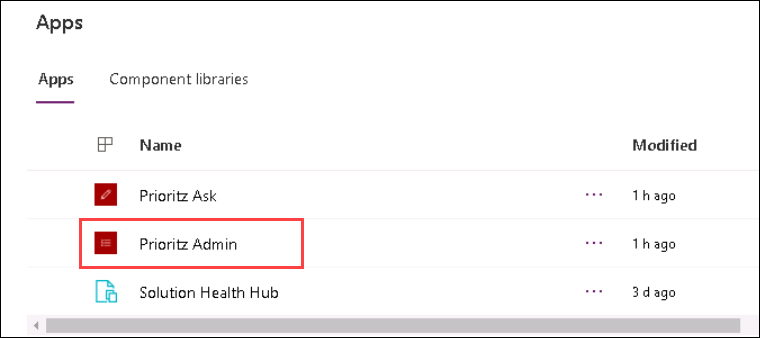 Apps
Apps Component libraries
Name Modified
Prioritz Ask ··· 1 h ago
Prioritz Admin ··· 1 h ago
Solution Health Hub ··· 3 d ago